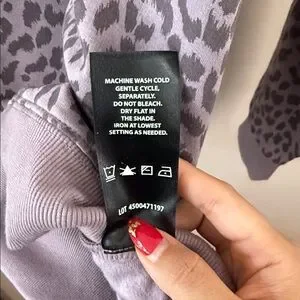 MACHINE WASH COLD
GENTLE CYCLE,
SEPARATELY.
DO NOT BLEACH.
DRY FLAT IN
THE SHADE.
IRON AT LOWEST
SETTING AS NEEDED.
LOT 4500471197